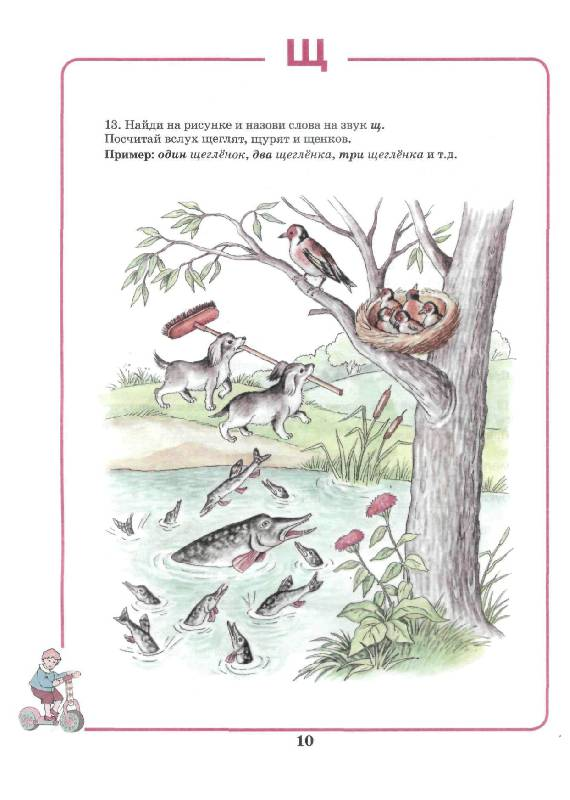 Щ
13. Найди на рисунке и назови слова на звук щ.
Посчитай вслух щеглят, щурят и щенков.
Пример: один щеглёнок, два щеглёнка, три щеглёнка и т.д.
10